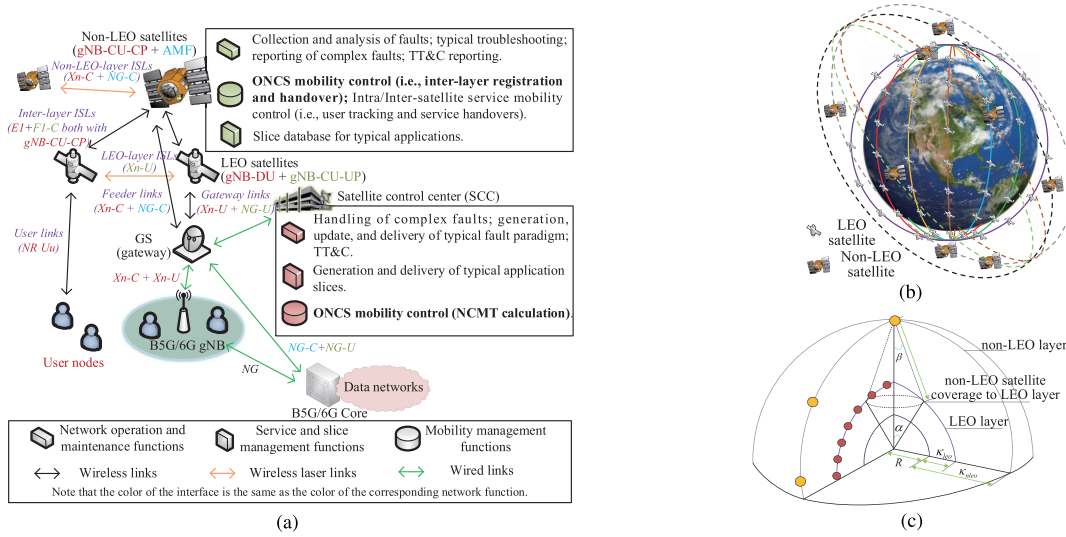 Non-LEO satellites
(gNB-CU-CP + AMF)
Non-LEO-layer ISLs
(Xn-C + NG-C)
Inter-layer ISLs
(E1+F1-C both with
gNB-CU-CP)
LEO-layer ISLs
(Xn-U)
LEO satellites
(gNB-DU + gNB-CU-UP)
Feeder links
(Xn-C + NG-C)
Gateway links
(Xn-U + NG-U)
User links
(NR Uu)
GS
(gateway)
Xn-C + Xn-U
B5G/6G gNB
User nodes
NG
NG-C+NG-U
Data networks
B5G/6G Core
Collection and analysis of faults; typical troubleshooting;
reporting of complex faults; TT&C reporting.
ONCS mobility control (i.e., inter-layer registration
and handover); Intra/Inter-satellite service mobility
control (i.e., user tracking and service handovers).
Slice database for typical applications.
Satellite control center (SCC)
Handling of complex faults; generation,
update, and delivery of typical fault paradigm;
TT&C.
Generation and delivery of typical application
slices.
ONCS mobility control (NCMT calculation).
Network operation and
maintenance functions
Service and slice
management functions
Mobility management
functions
Wireless links
Wireless laser links
Wired links
Note that the color of the interface is the same as the color of the corresponding network function.
(a)
LEO
satellite
Non-LEO
satellite
(b)
β
non-LEO layer
non-LEO satellite
coverage to LEO layer
LEO layer
α
R
κleo
κnleo
(c)